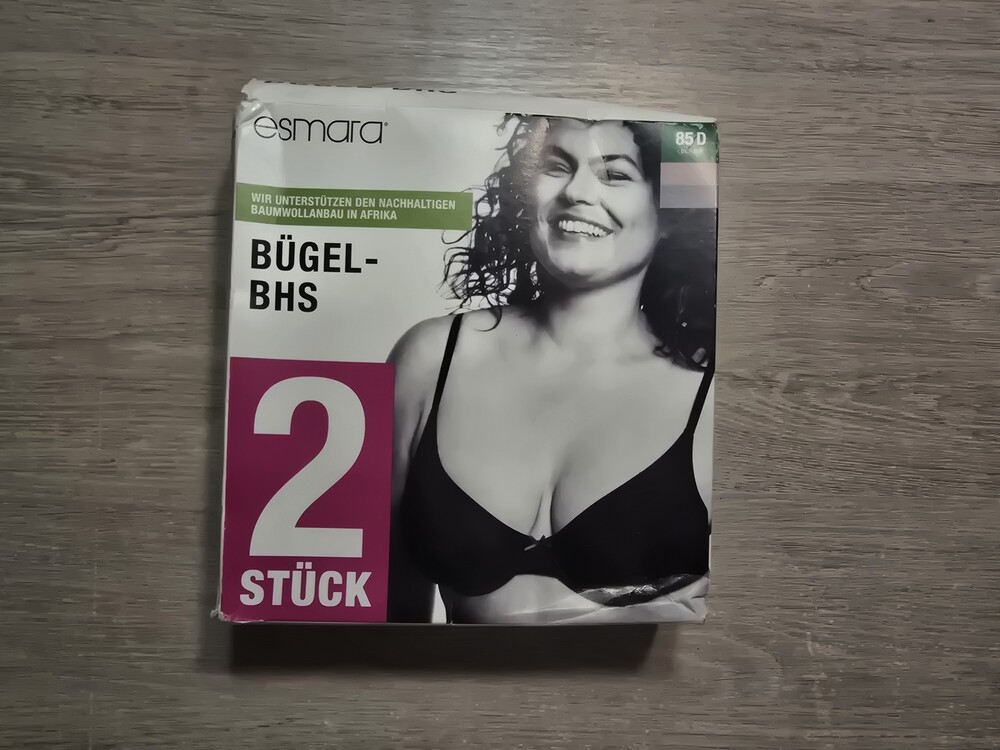 esmara®
85 D
WIR UNTERSTÜTZEN DEN NACHHALTIGEN
BAUMWOLLANBAU IN AFRIKA
BÜGEL-
BHS
2
STÜCK